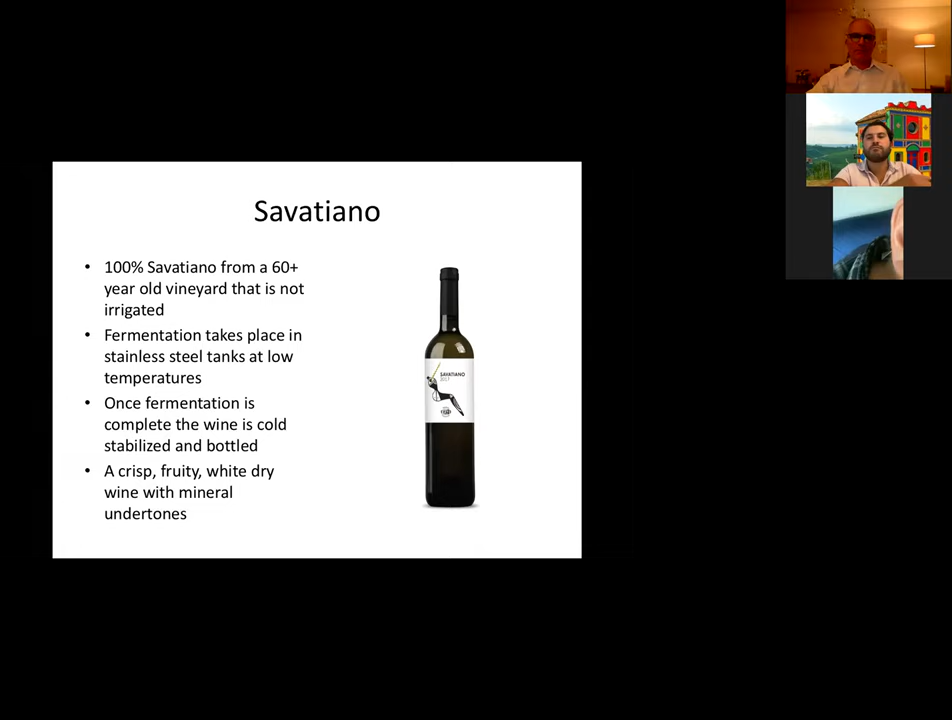 Savatiano
• 100% Savatiano from a 60+
year old vineyard that is not
irrigated
• Fermentation takes place in
stainless steel tanks at low
temperatures
• Once fermentation is
complete the wine is cold
stabilized and bottled
• A crisp, fruity, white dry
wine with mineral
undertones
SAVATIANO
2017